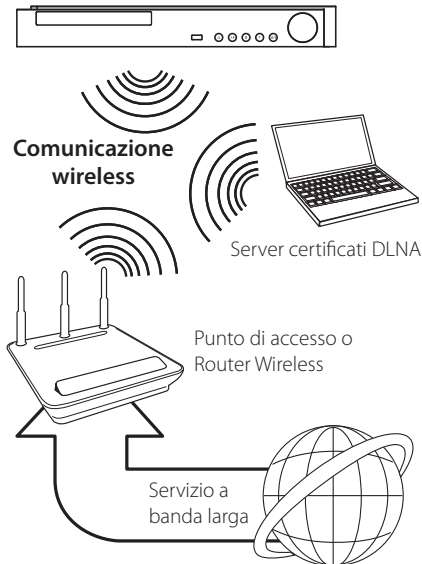 Comunicazione
wireless
Server certificati DLNA
Punto di accesso o
Router Wireless
Servizio a
banda larga